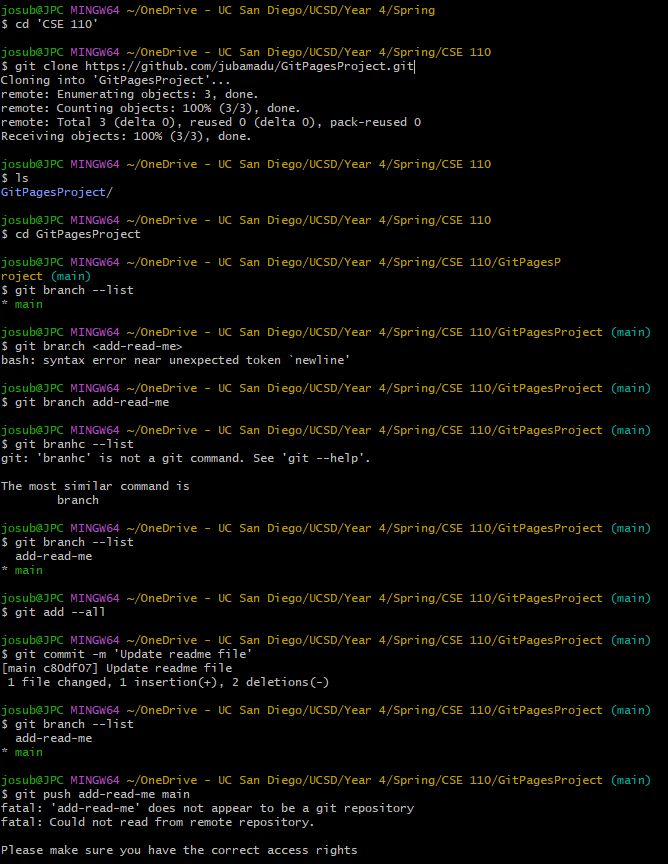 josub@JPC MINGW64 ~/OneDrive - UC San Diego/UCSD/Year 4/Spring
$ cd 'CSE 110'
josub@JPC MINGW64 ~/OneDrive - UC San Diego/UCSD/Year 4/Spring/CSE 110
$ git clone https://github.com/jubamadu/GitPagesProject.git
Cloning into 'GitPagesProject'...
remote: Enumerating objects: 3, done.
remote: Counting objects: 100% (3/3), done.
remote: Total 3 (delta 0), reused 0 (delta 0), pack-reused 0
Receiving objects: 100% (3/3), done.
josub@JPC MINGW64 ~/OneDrive - UC San Diego/UCSD/Year 4/Spring/CSE 110
$ ls
GitPagesProject/
josub@JPC MINGW64 ~/OneDrive - UC San Diego/UCSD/Year 4/Spring/CSE 110
$ cd GitPagesProject
josub@JPC MINGW64 ~/OneDrive - UC San Diego/UCSD/Year 4/Spring/CSE 110/GitPagesP
roject (main)
$ git branch --list
* main
josub@JPC MINGW64 ~/OneDrive - UC San Diego/UCSD/Year 4/Spring/CSE 110/GitPagesProject (main)
$ git branch <add-read-me>
bash: syntax error near unexpected token `newline'
josub@JPC MINGW64 ~/OneDrive - UC San Diego/UCSD/Year 4/Spring/CSE 110/GitPagesProject (main)
$ git branch add-read-me
josub@JPC MINGW64 ~/OneDrive - UC San Diego/UCSD/Year 4/Spring/CSE 110/GitPagesProject (main)
$ git branhc --list
git: 'branhc' is not a git command. See 'git --help'.
The most similar command is
branch
josub@JPC MINGW64 ~/OneDrive - UC San Diego/UCSD/Year 4/Spring/CSE 110/GitPagesProject (main)
$ git branch --list
add-read-me
* main
josub@JPC MINGW64 ~/OneDrive - UC San Diego/UCSD/Year 4/Spring/CSE 110/GitPagesProject (main)
$ git add --all
josub@JPC MINGW64 ~/OneDrive - UC San Diego/UCSD/Year 4/Spring/CSE 110/GitPagesProject (main)
$ git commit -m 'Update readme file'
[main c80df07] Update readme file
1 file changed, 1 insertion(+), 2 deletions(-)
josub@JPC MINGW64 ~/OneDrive - UC San Diego/UCSD/Year 4/Spring/CSE 110/GitPagesProject (main)
$ git branch --list
add-read-me
* main
josub@JPC MINGW64 ~/OneDrive - UC San Diego/UCSD/Year 4/Spring/CSE 110/GitPagesProject (main)
$ git push add-read-me main
fatal: 'add-read-me' does not appear to be a git repository
fatal: Could not read from remote repository.
Please make sure you have the correct access rights